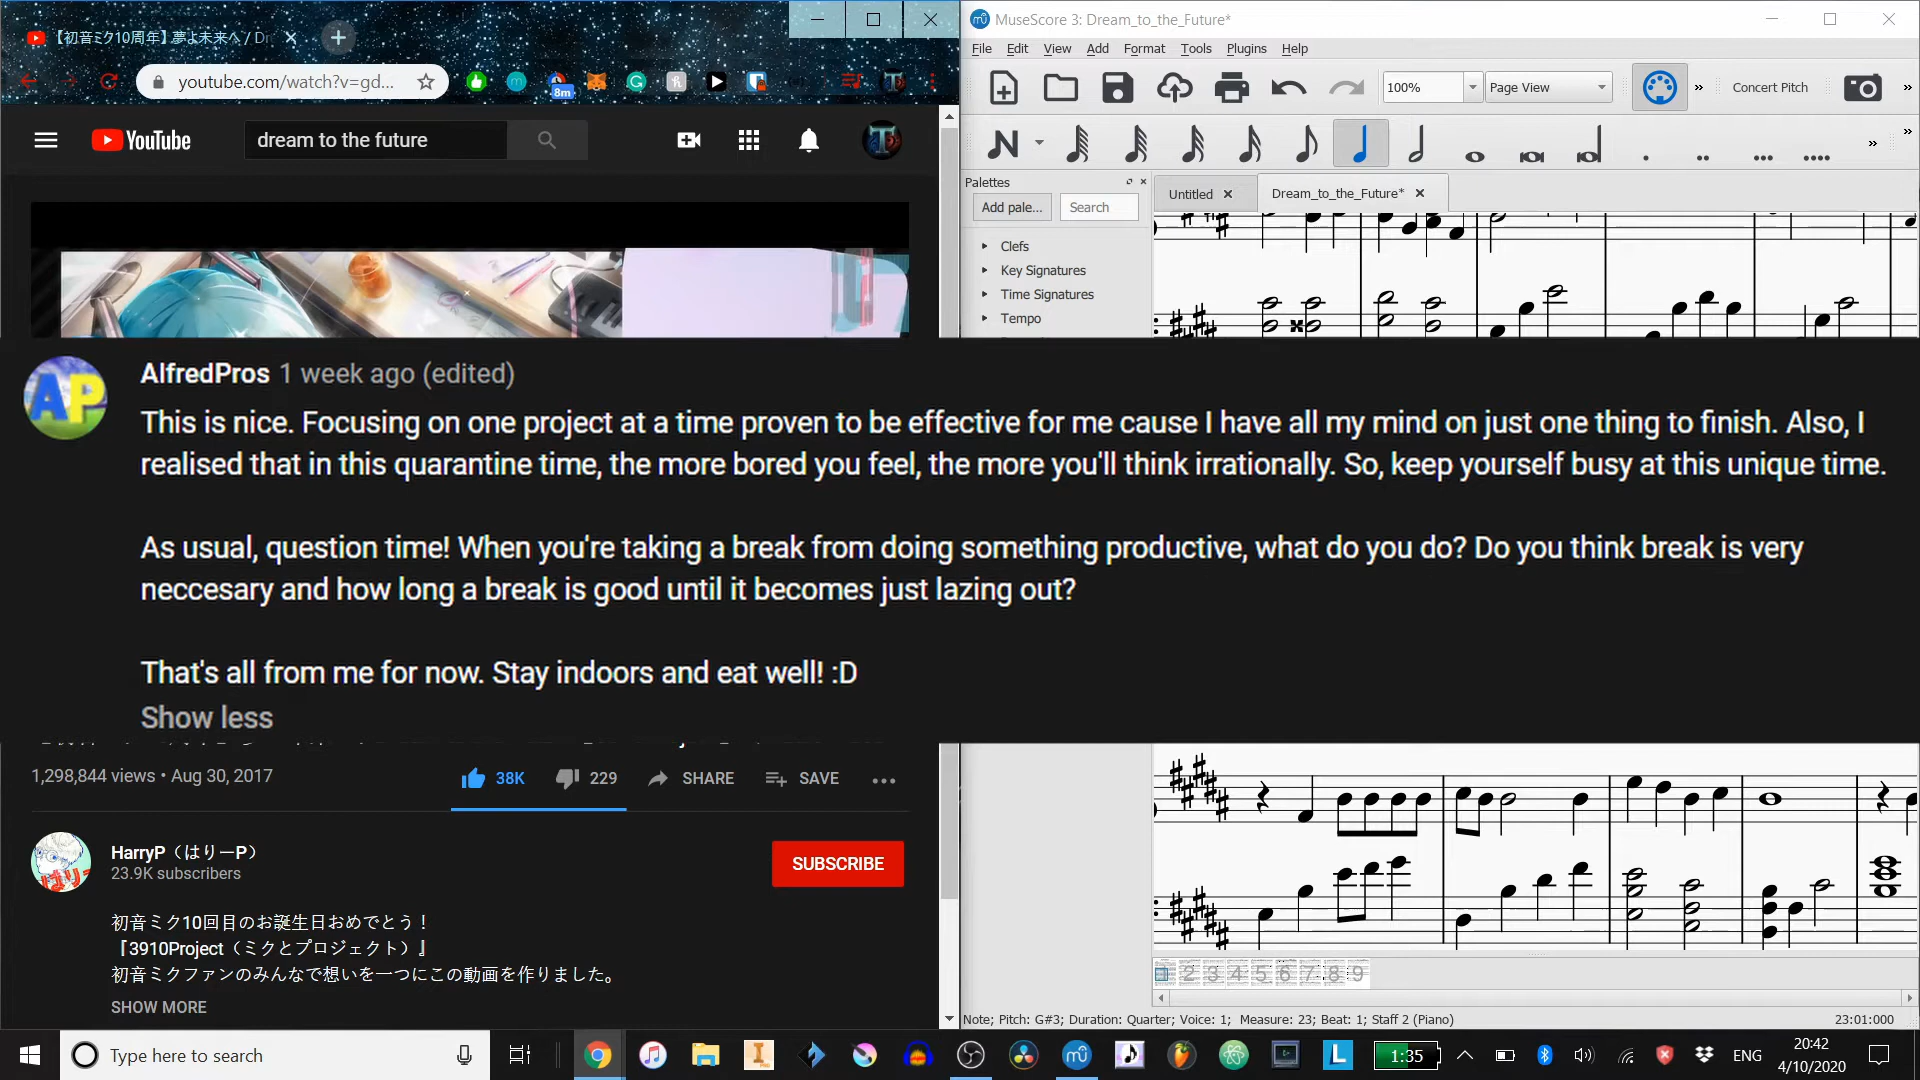 【初音ミク10周年】夢よ未来へ / Dr
youtube.com/watch?v=gd...
8m
YouTube
dream to the future
MuseScore 3: Dream_to_the_Future*
File Edit View Add Format Tools Plugins Help
100%
Page View
Concert Pitch
Palettes
Untitled
Dream_to_the_Future*
Add pale...
Search
Clefs
Key Signatures
Time Signatures
Tempo
AP
AlfredPros 1 week ago (edited)
This is nice. Focusing on one project at a time proven to be effective for me cause I have all my mind on just one thing to finish. Also, I
realised that in this quarantine time, the more bored you feel, the more you'll think irrationally. So, keep yourself busy at this unique time.
As usual, question time! When you're taking a break from doing something productive, what do you do? Do you think break is very
neccesary and how long a break is good until it becomes just lazing out?
That's all from me for now. Stay indoors and eat well! :D
Show less
1,298,844 views • Aug 30, 2017
38K
229
SHARE
SAVE
HarryP（はりーP）
23.9K subscribers
SUBSCRIBE
初音ミク10回目のお誕生日おめでとう！
『3910Project（ミクとプロジェクト）』
初音ミクファンのみんなで想いを一つにこの動画を作りました。
SHOW MORE
2 3 4 5 6 7 8 9
Note; Pitch: G#3; Duration: Quarter; Voice: 1; Measure: 23; Beat: 1; Staff 2 (Piano)
23:01:000
Type here to search
1:35
ENG
20:42
4/10/2020